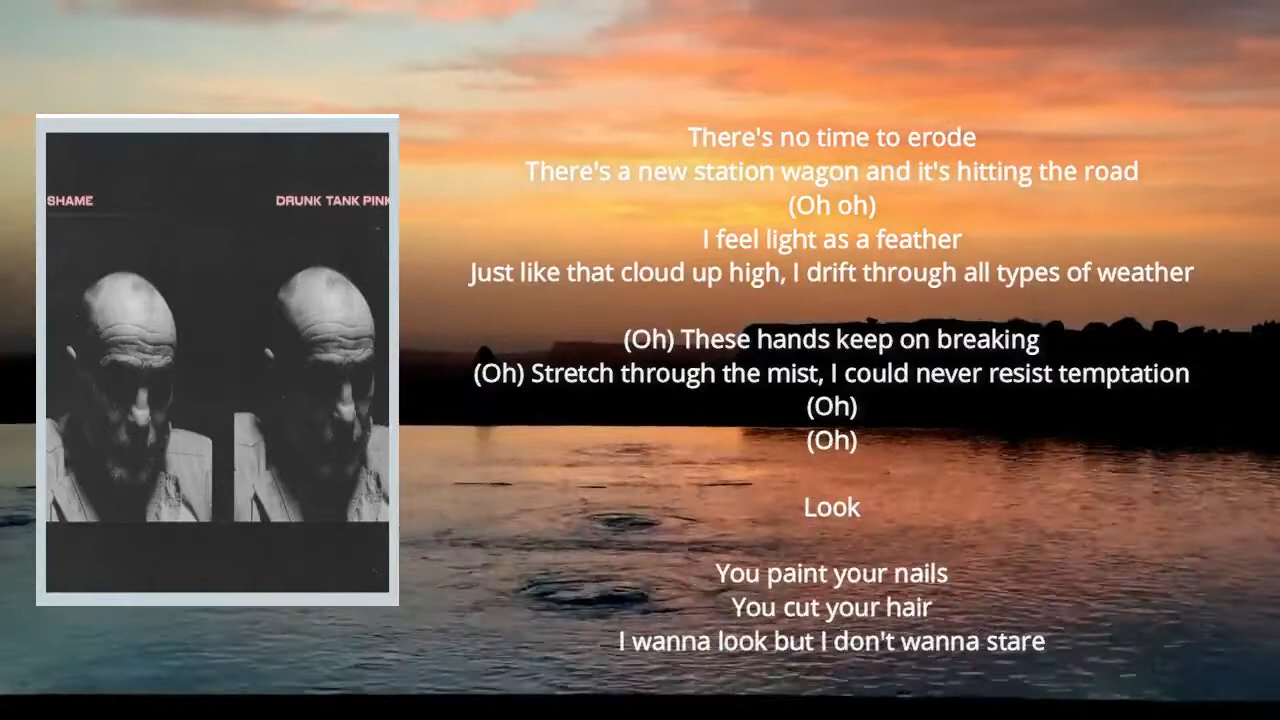 SHAME
DRUNK TANK PINK
There's no time to erode
There's a new station wagon and it's hitting the road
(Oh oh)
I feel light as a feather
Just like that cloud up high, I drift through all types of weather
(Oh) These hands keep on breaking
(Oh) Stretch through the mist, I could never resist temptation
(Oh)
(Oh)
Look
You paint your nails
You cut your hair
I wanna look but I don't wanna stare